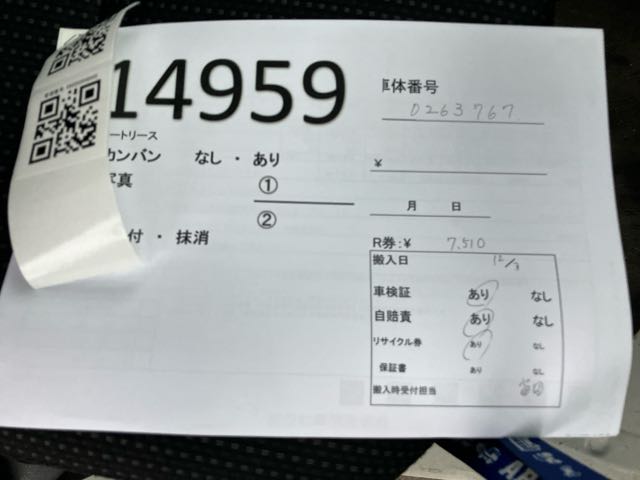 14959
車体番号
0263767
ートリース
カンバン なし・あり
写真 ①
②
付・抹消
¥
月 日
R券:¥ 7,510
搬入日 12/3
車検証 あり なし
自賠責 あり なし
リサイクル券 あり なし
保証書 あり なし
搬入時受付担当